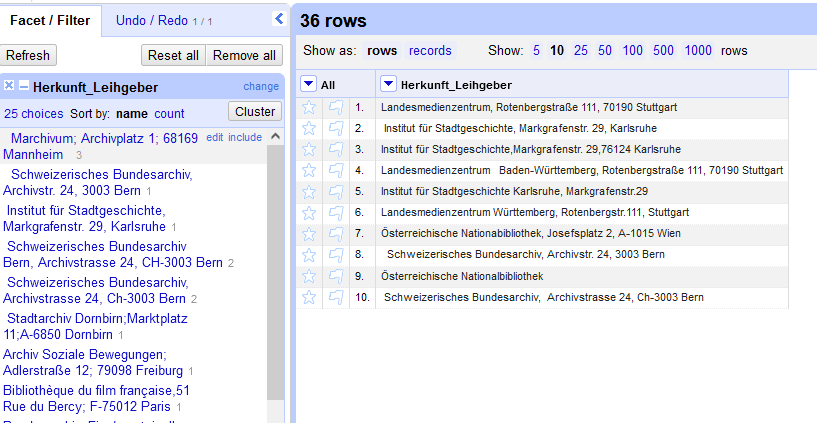 Facet / Filter
Undo / Redo 1 / 1
Refresh
Reset all
Remove all
Herkunft_Leihgeber
change
25 choices Sort by: name count
Cluster
Marchivum; Archivplatz 1; 68169
Mannheim 3
edit include
Schweizerisches Bundesarchiv,
Archivstr. 24, 3003 Bern 1
Institut für Stadtgeschichte,
Markgrafenstr. 29, Karlsruhe 1
Schweizerisches Bundesarchiv
Bern, Archivstrasse 24, CH-3003 Bern 2
Schweizerisches Bundesarchiv,
Archivstrasse 24, Ch-3003 Bern 2
Stadtarchiv Dornbirn;Marktplatz
11;A-6850 Dornbirn 1
Archiv Soziale Bewegungen;
Adlerstraße 12; 79098 Freiburg 1
Bibliothèque du film française,51
Rue du Bercy; F-75012 Paris 1
36 rows
Show as: rows records
Show: 5 10 25 50 100 500 1000 rows
All
Herkunft_Leihgeber
1. Landesmedienzentrum, Rotenbergstraße 111, 70190 Stuttgart
2. Institut für Stadtgeschichte, Markgrafenstr. 29, Karlsruhe
3. Institut für Stadtgeschichte,Markgrafenstr. 29,76124 Karlsruhe
4. Landesmedienzentrum Baden-Württemberg, Rotenbergstraße 111, 70190 Stuttgart
5. Institut für Stadtgeschichte Karlsruhe, Markgrafenstr.29
6. Landesmedienzentrum Württemberg, Rotenbergstr.111, Stuttgart
7. Österreichische Nationabibliothek, Josefsplatz 2, A-1015 Wien
8. Schweizerisches Bundesarchiv, Archivstr. 24, 3003 Bern
9. Österreichische Nationalbibliothek
10. Schweizerisches Bundesarchiv, Archivstrasse 24, Ch-3003 Bern